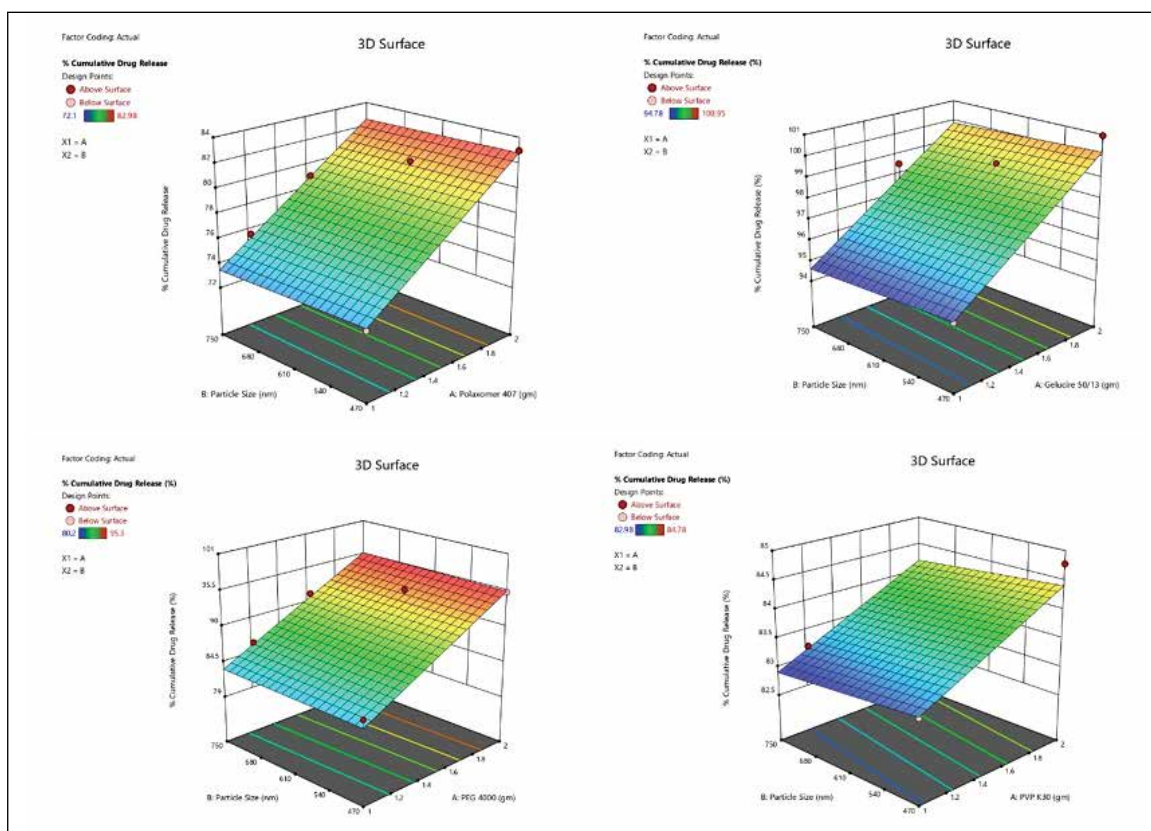 Factor Coding: Actual
3D Surface
% Cumulative Drug Release
Design Points:
Above Surface
Below Surface
72.1 82.98
X1 = A
X2 = B
84
82
80
78
76
74
72
% Cumulative Drug Release
750
680
610
540
470
B: Particle Size (nm)
1
1.2
1.4
1.6
1.8
2
A: Polaxomer 407 (gm)
Factor Coding: Actual
3D Surface
% Cumulative Drug Release (%)
Design Points:
Above Surface
Below Surface
94.78 100.95
X1 = A
X2 = B
101
100
99
98
97
96
95
94
% Cumulative Drug Release (%)
750
680
610
540
470
B: Particle Size (nm)
1
1.2
1.4
1.6
1.8
2
A: Gelucire 50/13 (gm)
Factor Coding: Actual
3D Surface
% Cumulative Drug Release (%)
Design Points:
Above Surface
Below Surface
80.2 95.3
X1 = A
X2 = B
101
95.5
90
84.5
79
% Cumulative Drug Release (%)
750
680
610
540
470
B: Particle Size (nm)
1
1.2
1.4
1.6
1.8
2
A: PEG 4000 (gm)
Factor Coding: Actual
3D Surface
% Cumulative Drug Release (%)
Design Points:
Above Surface
Below Surface
82.98 84.78
X1 = A
X2 = B
85
84.5
84
83.5
83
82.5
% Cumulative Drug Release (%)
750
680
610
540
470
B: Particle Size (nm)
1
1.2
1.4
1.6
1.8
2
A: PVP K30 (gm)